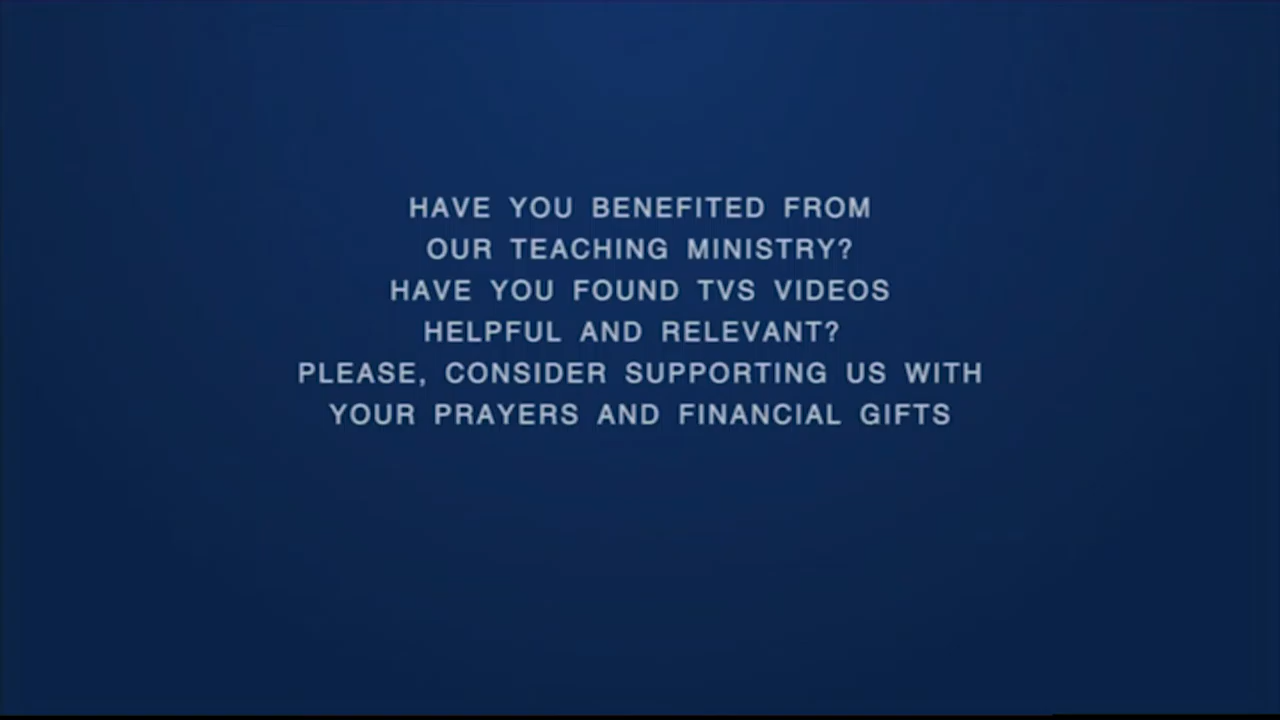 HAVE YOU BENEFITED FROM
OUR TEACHING MINISTRY?
HAVE YOU FOUND TVS VIDEOS
HELPFUL AND RELEVANT?
PLEASE, CONSIDER SUPPORTING US WITH
YOUR PRAYERS AND FINANCIAL GIFTS